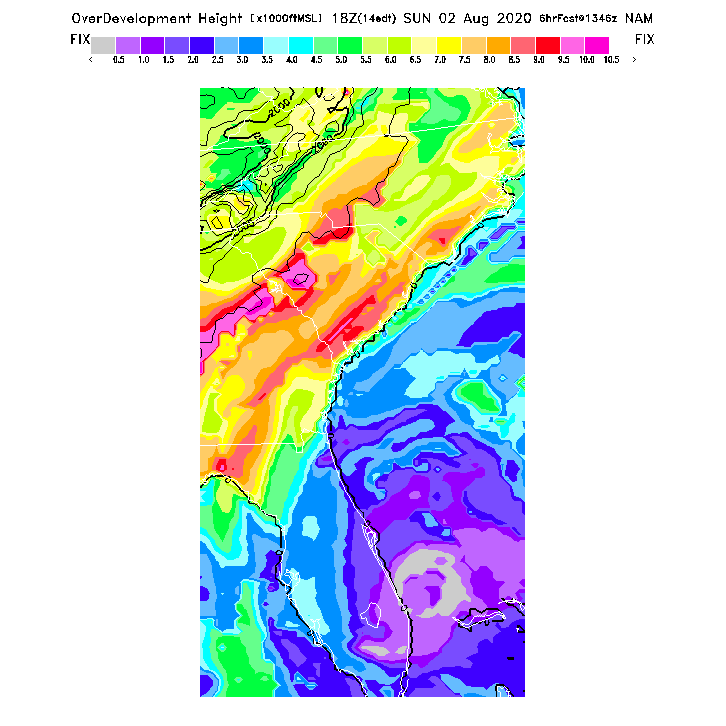 OverDevelopment Height [x1000ftMSL] 18Z(14edt) SUN 02 Aug 2020 6hrFcst@1346z NAM
FIX FIX
< 0.5 1.0 1.5 2.0 2.5 3.0 3.5 4.0 4.5 5.0 5.5 6.0 6.5 7.0 7.5 8.0 8.5 9.0 9.5 10.0 10.5 >
2000